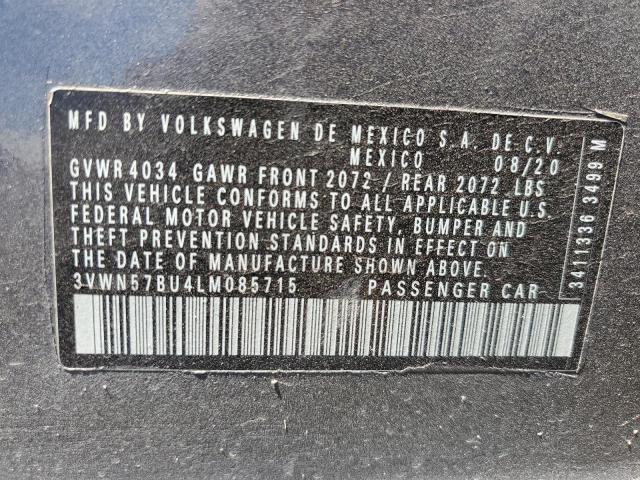 MFD BY VOLKSWAGEN DE MEXICO S.A. DE C.V.
MEXICO 08/20
GVWR 4034 GAWR FRONT 2072 / REAR 2072 LBS
THIS VEHICLE CONFORMS TO ALL APPLICABLE U.S.
FEDERAL MOTOR VEHICLE SAFETY, BUMPER AND
THEFT PREVENTION STANDARDS IN EFFECT ON
THE DATE OF MANUFACTURE SHOWN ABOVE.
3VWN57BU4LM085715 PASSENGER CAR
3411336 3499 M